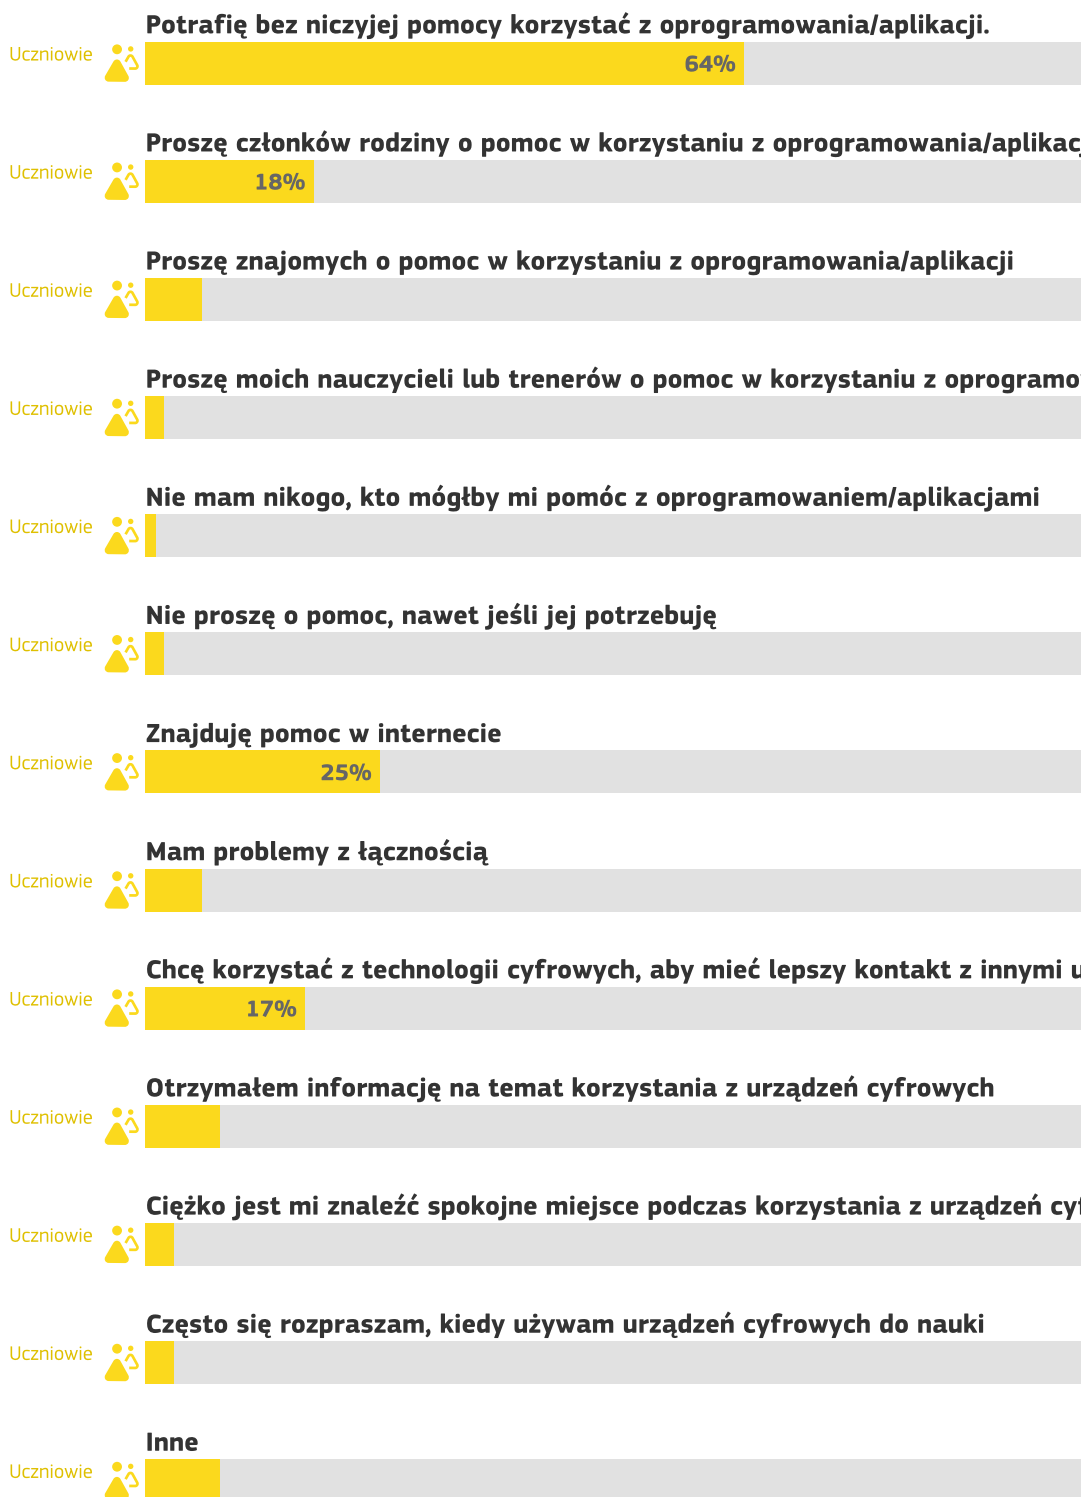 Potrafię bez niczyjej pomocy korzystać z oprogramowania/aplikacji.
Uczniowie
64%
Proszę członków rodziny o pomoc w korzystaniu z oprogramowania/aplikacj
Uczniowie
18%
Proszę znajomych o pomoc w korzystaniu z oprogramowania/aplikacji
Uczniowie
Proszę moich nauczycieli lub trenerów o pomoc w korzystaniu z oprogramo
Uczniowie
Nie mam nikogo, kto mógłby mi pomóc z oprogramowaniem/aplikacjami
Uczniowie
Nie proszę o pomoc, nawet jeśli jej potrzebuję
Uczniowie
Znajduję pomoc w internecie
Uczniowie
25%
Mam problemy z łącznością
Uczniowie
Chcę korzystać z technologii cyfrowych, aby mieć lepszy kontakt z innymi u
Uczniowie
17%
Otrzymałem informację na temat korzystania z urządzeń cyfrowych
Uczniowie
Ciężko jest mi znaleźć spokojne miejsce podczas korzystania z urządzeń cyf
Uczniowie
Często się rozpraszam, kiedy używam urządzeń cyfrowych do nauki
Uczniowie
Inne
Uczniowie